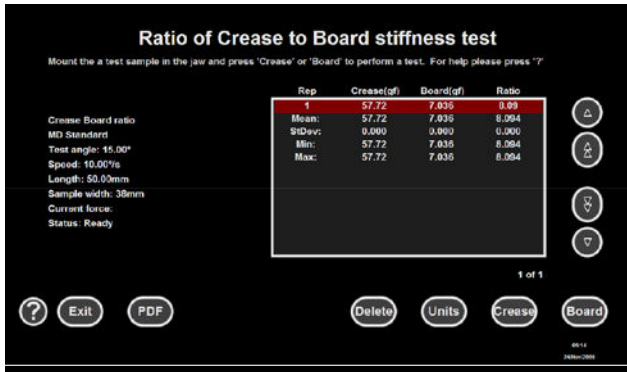 Ratio of Crease to Board stiffness test
Mount the a test sample in the jaw and press 'Crease' or 'Board' to perform a test. For help please press '?'
Crease Board ratio
MD Standard
Test angle: 15.00°
Speed: 10.00°/s
Length: 50.00mm
Sample width: 38mm
Current force:
Status: Ready
Rep Crease(gf) Board(gf) Ratio
1 57.72 7.036 8.09
Mean: 57.72 7.036 8.094
StDev: 0.000 0.000 0.000
Min: 57.72 7.036 8.094
Max: 57.72 7.036 8.094
1 of 1
? Exit PDF Delete Units Crease Board